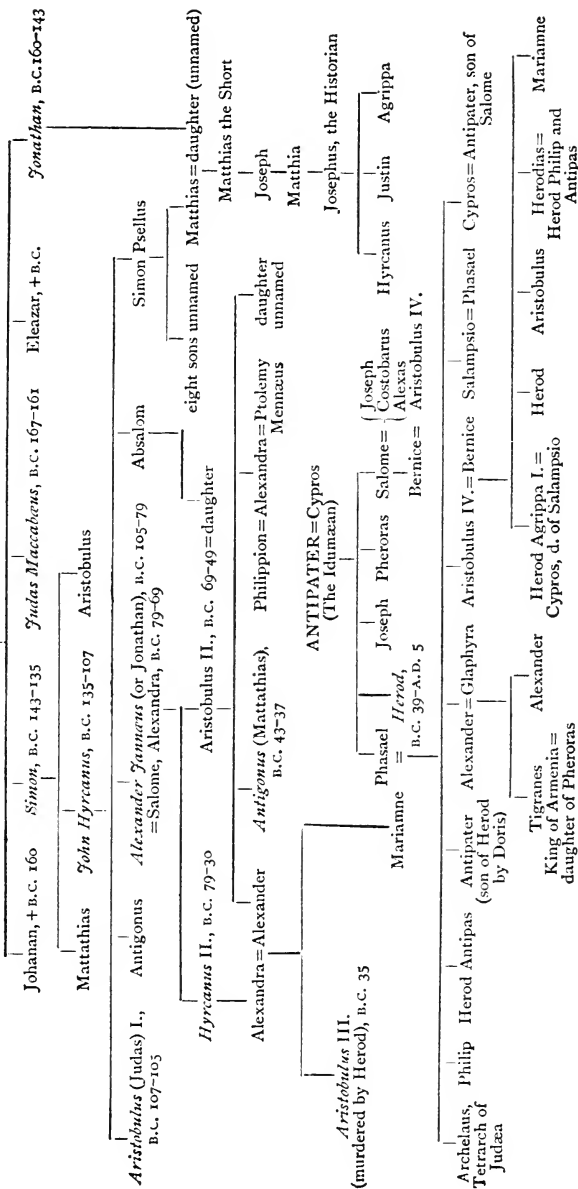 Johanan, + B.C. 160 Simon, B.C. 143-135 Judas Maccabæus, B.C. 167-161 Eleazar, + B.C. Jonathan, B.C. 160-143
Mattathias John Hyrcanus, B.C. 135-107 Aristobulus
Aristobulus (Judas) I., Antigonus Alexander Jannæus (or Jonathan), B.C. 105-79 Absalom Simon Psellus
B.C. 107-105 =Salome, Alexandra, B.C. 79-69
eight sons unnamed Matthias=daughter (unnamed)
Hyrcanus II., B.C. 79-30 Aristobulus II., B.C. 69-49=daughter
Matthias the Short
Alexandra=Alexander Antigonus (Mattathias), Philippion=Alexandra=Ptolemy daughter
B.C. 43-37 Mennæus unnamed
Joseph
Matthia
Josephus, the Historian
Hyrcanus Justin Agrippa
ANTIPATER=Cypros
(The Idumæan)
Aristobulus III.
(murdered by Herod), B.C. 35
Mariamne = Herod,
B.C. 39-A.D. 5
Phasael Joseph Pheroras Salome= Joseph
Costobarus
Alexas
Bernice= Aristobulus IV.
Archelaus, Philip Herod Antipas Antipater Alexander=Glaphyra Aristobulus IV.=Bernice Salampsio=Phasael Cypros=Antipater, son of
Tetrarch of (son of Herod Salome
Judæa by Doris)
Tigranes Alexander Herod Agrippa I.= Herod Aristobulus Herodias= Mariamne
King of Armenia= Cypros, d. of Salampsio Herod Philip and
daughter of Pheroras Antipas